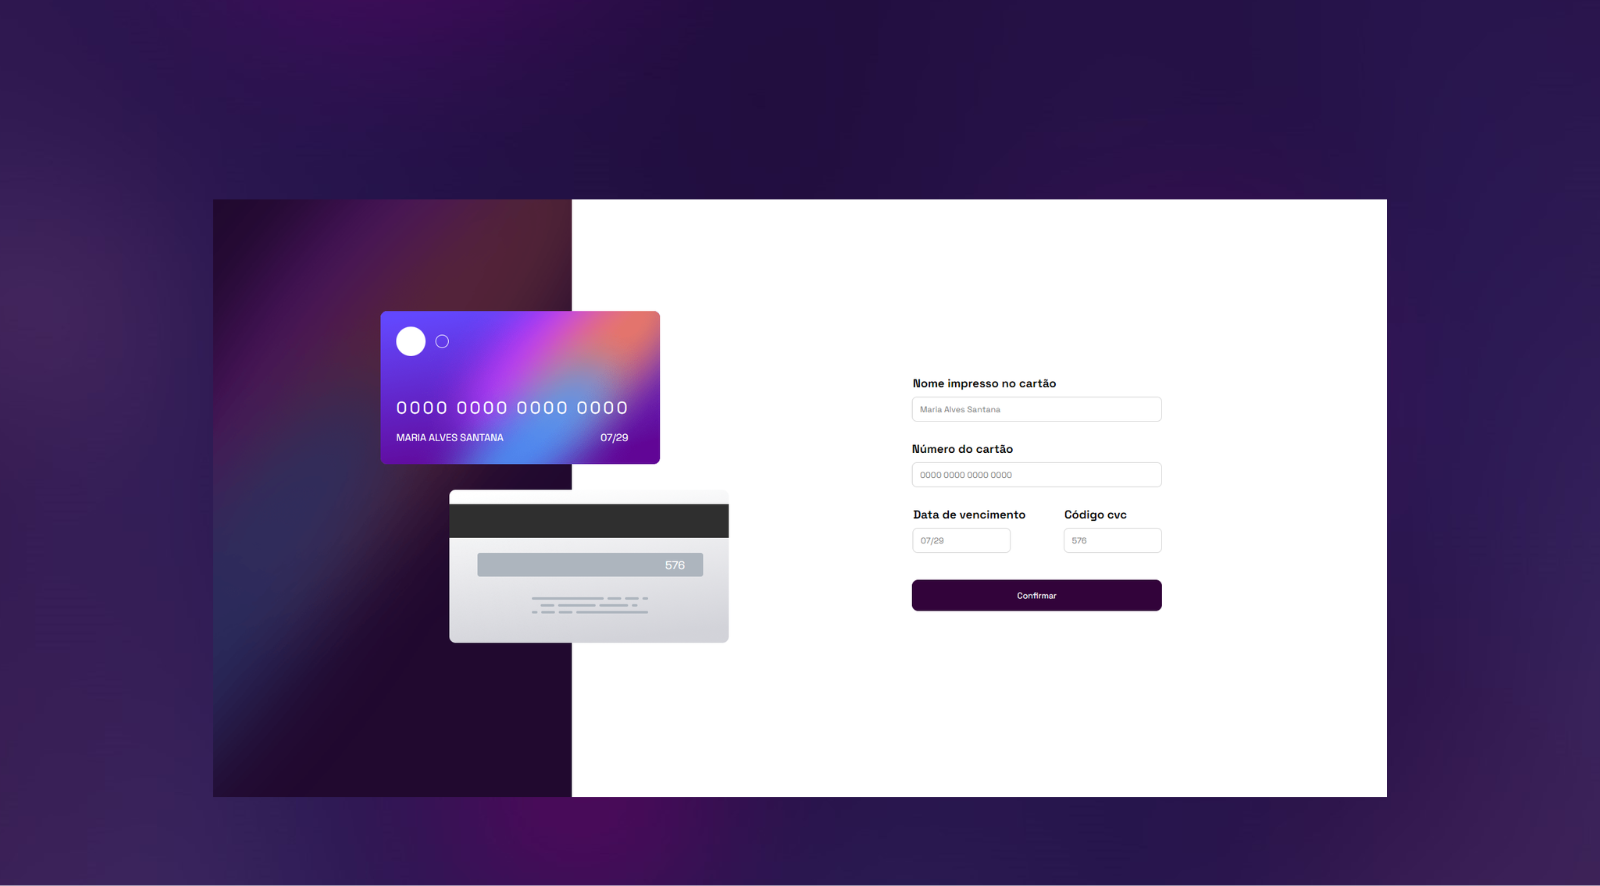 0000 0000 0000 0000
MARIA ALVES SANTANA 07/29
576
Nome impresso no cartão
Maria Alves Santana
Número do cartão
0000 0000 0000 0000
Data de vencimento Código cvc
07/29 576
Confirmar